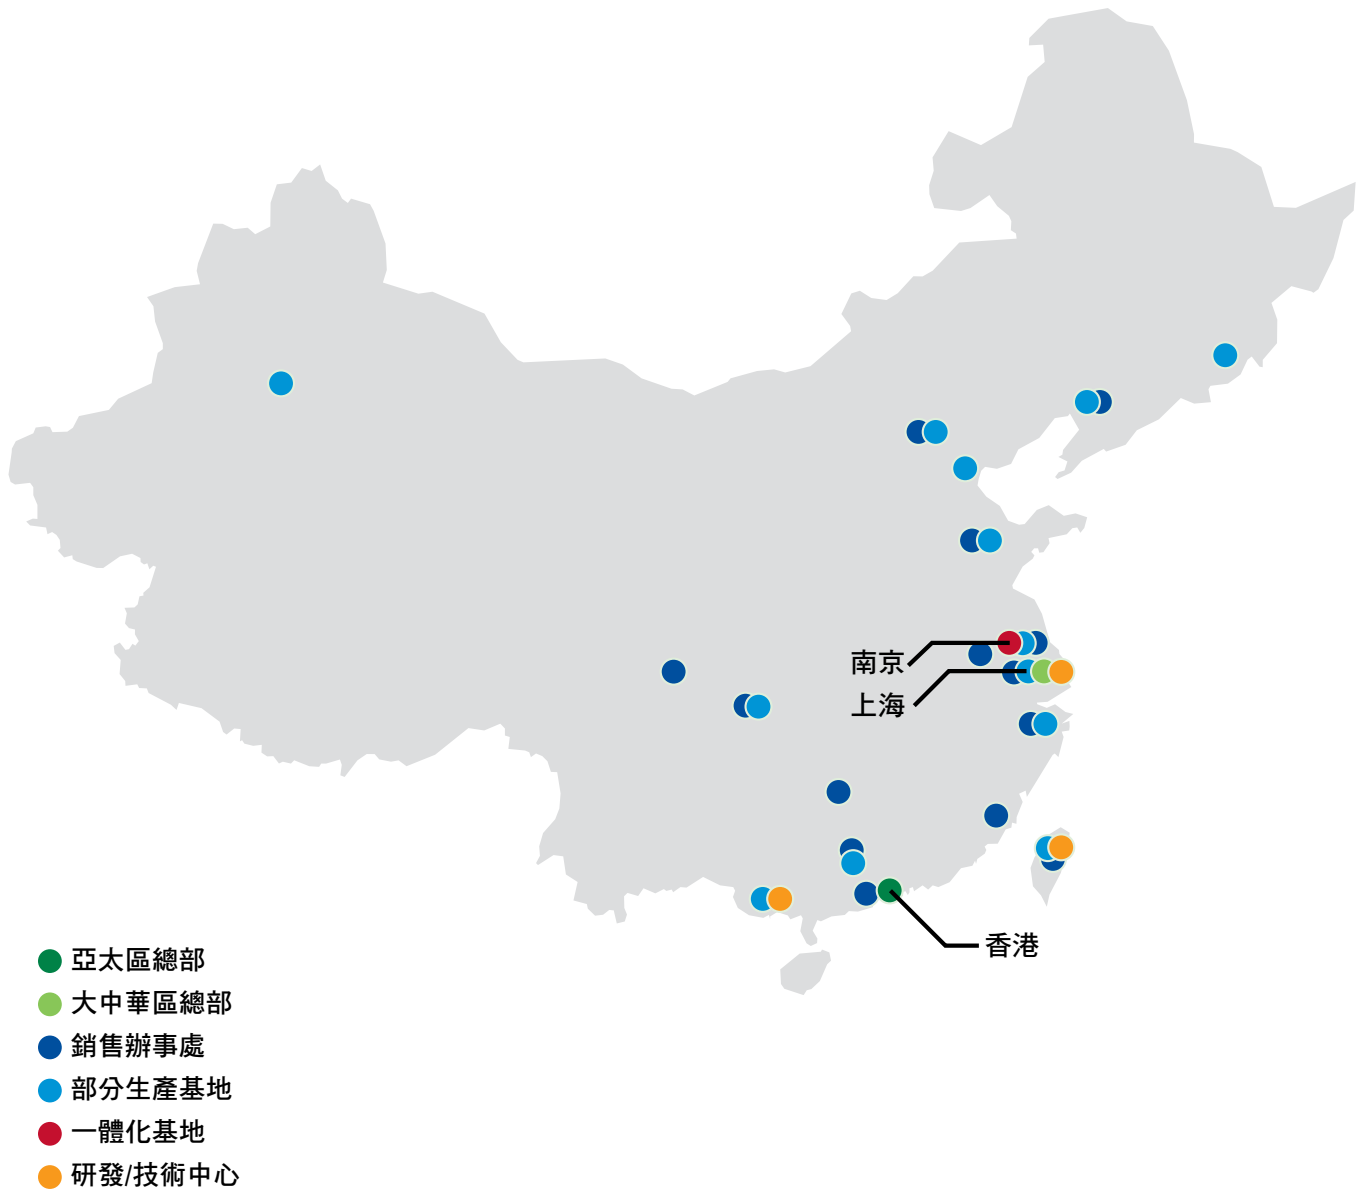 南京
上海
香港
亞太區總部
大中華區總部
銷售辦事處
部分生產基地
一體化基地
研發/技術中心